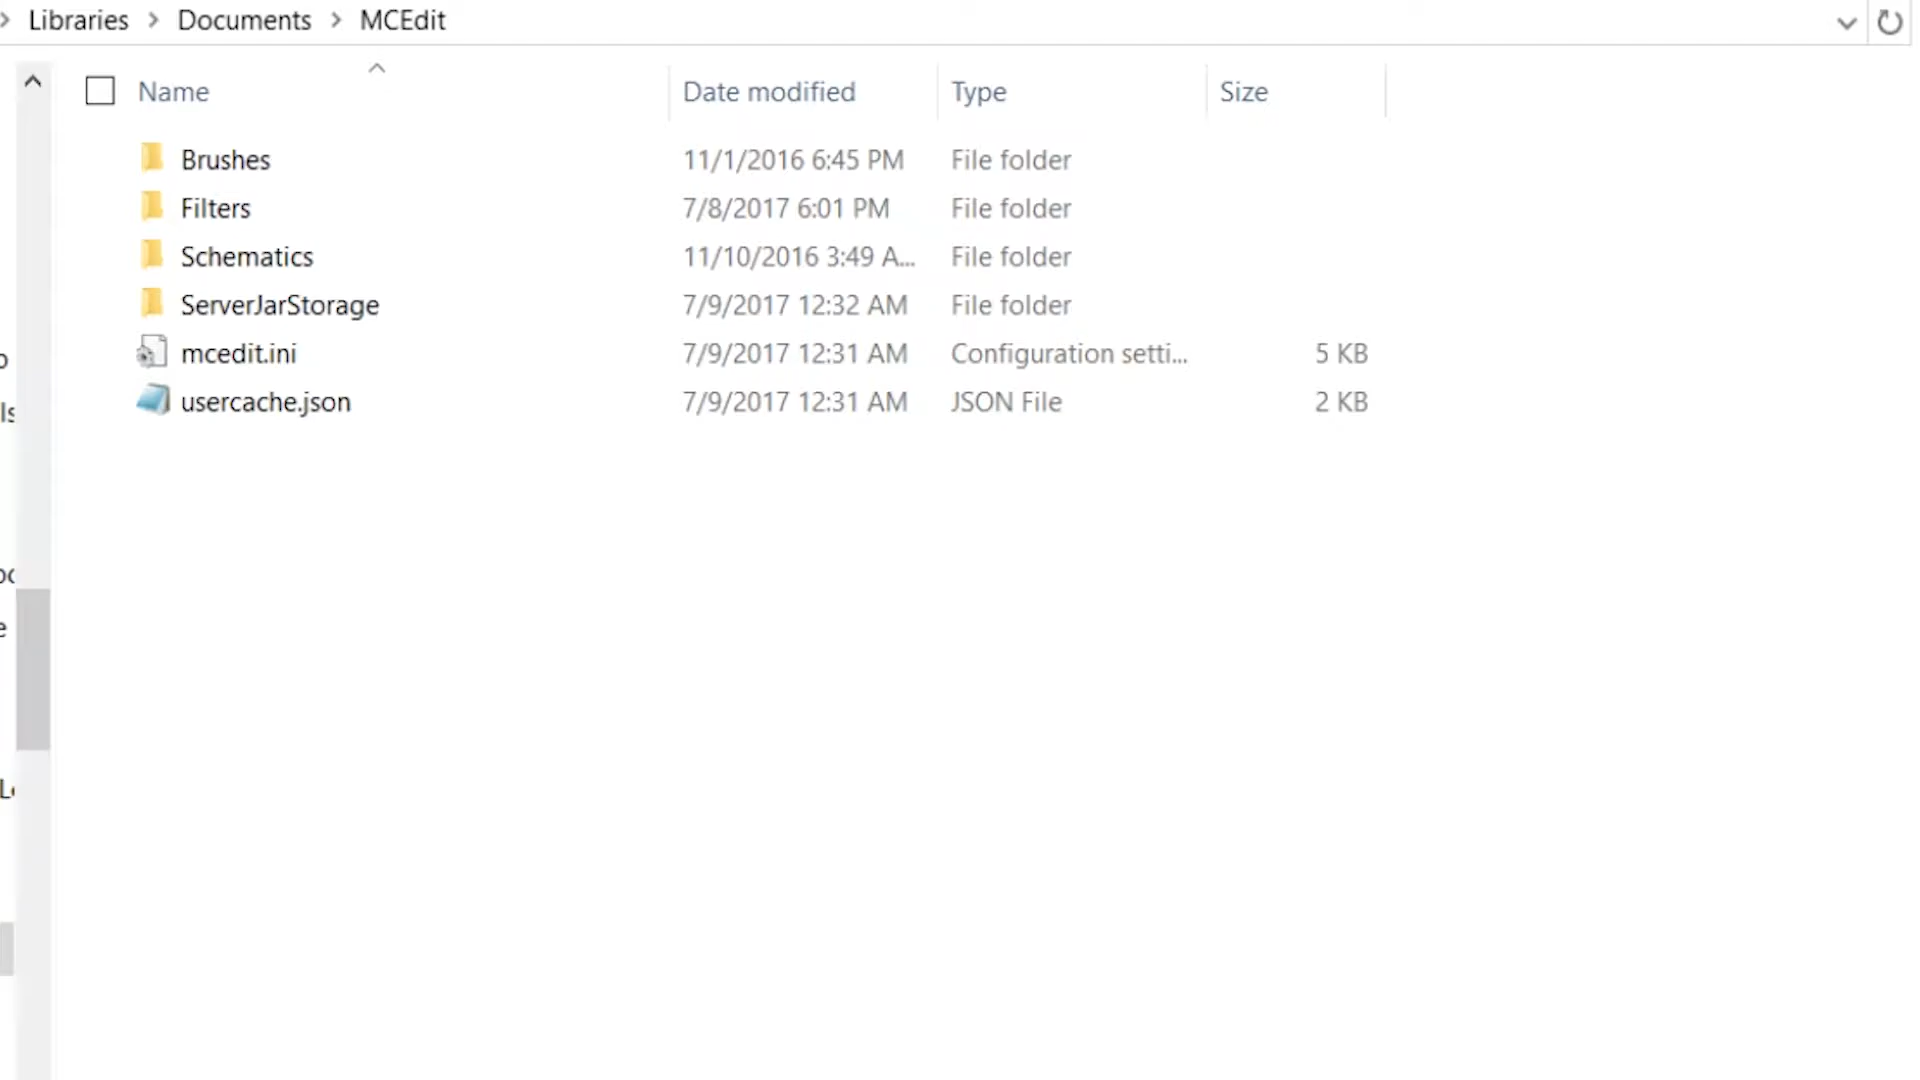 Libraries > Documents > MCEdit
Name Date modified Type Size
Brushes 11/1/2016 6:45 PM File folder
Filters 7/8/2017 6:01 PM File folder
Schematics 11/10/2016 3:49 A... File folder
ServerJarStorage 7/9/2017 12:32 AM File folder
mcedit.ini 7/9/2017 12:31 AM Configuration setti... 5 KB
usercache.json 7/9/2017 12:31 AM JSON File 2 KB